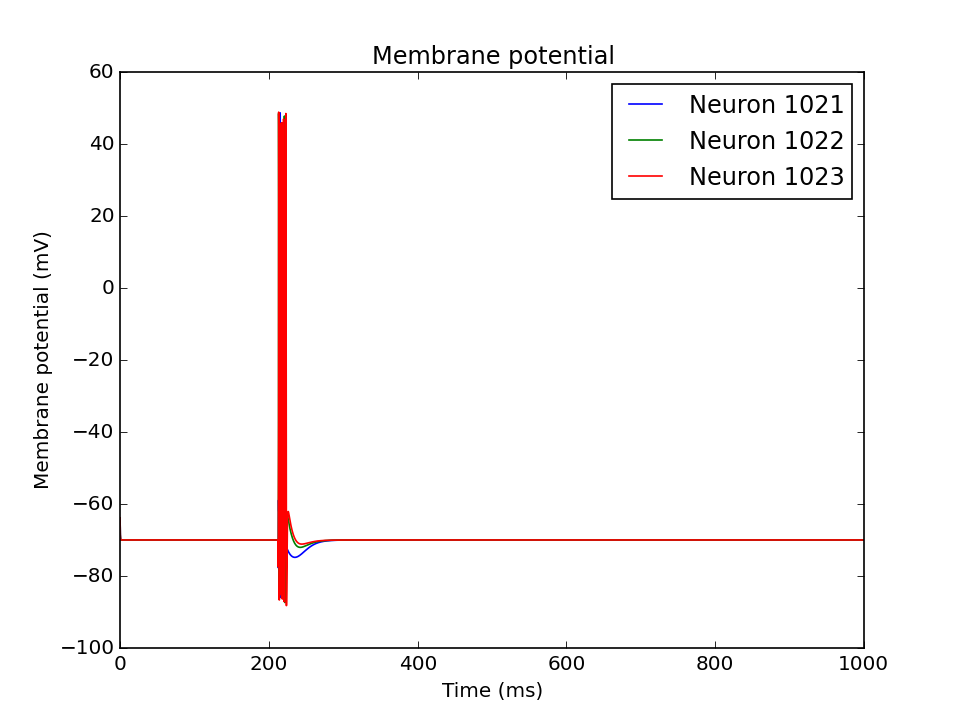 Membrane potential
60
40
20
0
−20
−40
−60
−80
−100
Membrane potential (mV)
Neuron 1021
Neuron 1022
Neuron 1023
0 200 400 600 800 1000
Time (ms)